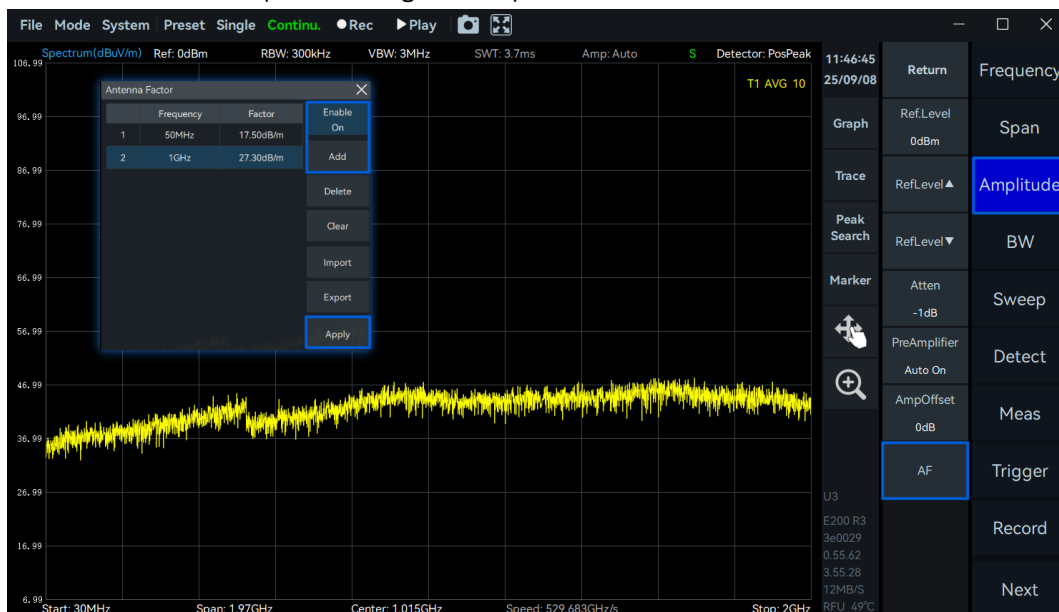 File Mode System Preset Single Continu. Rec Play
Spectrum(dBuV/m) Ref: 0dBm RBW: 300kHz VBW: 3MHz SWT: 3.7ms Amp: Auto S Detector: PosPeak
T1 AVG 10
106.99
96.99
86.99
76.99
66.99
56.99
46.99
36.99
26.99
16.99
6.99
Antenna Factor
Frequency Factor
1 50MHz 17.50dB/m
2 1GHz 27.30dB/m
Enable
On
Add
Delete
Clear
Import
Export
Apply
Start: 30MHz Span: 1.97GHz Center: 1.015GHz Speed: 529.683GHz/s Stop: 2GHz
11:46:45
25/09/08
Graph
Trace
Peak
Search
Marker
U3
E200 R3
3e0029
0.55.62
3.55.28
12MB/S
RFU 49°C
Return
Ref.Level
0dBm
RefLevel▲
RefLevel▼
Atten
-1dB
PreAmplifier
Auto On
AmpOffset
0dB
AF
Frequency
Span
Amplitude
BW
Sweep
Detect
Meas
Trigger
Record
Next